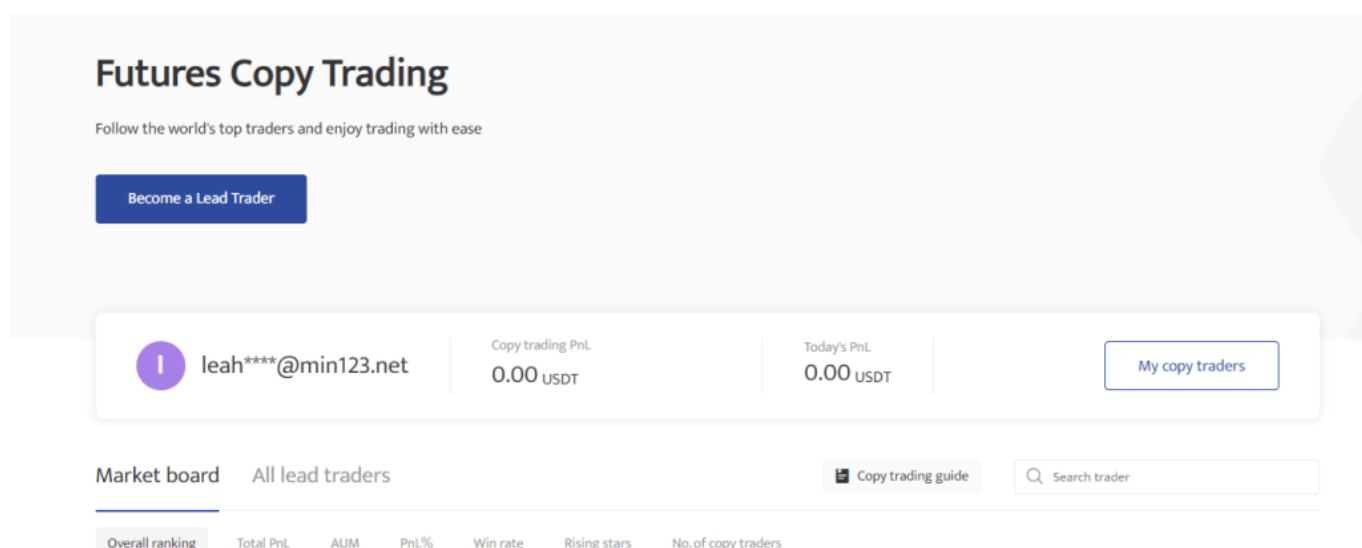 Futures Copy Trading
Follow the world's top traders and enjoy trading with ease
Become a Lead Trader
l leah****@min123.net
Copy trading PnL
0.00 USDT
Today's PnL
0.00 USDT
My copy traders
Market board All lead traders Copy trading guide Search trader
Overall ranking Total PnL AUM PnL% Win rate Rising stars No. of copy traders